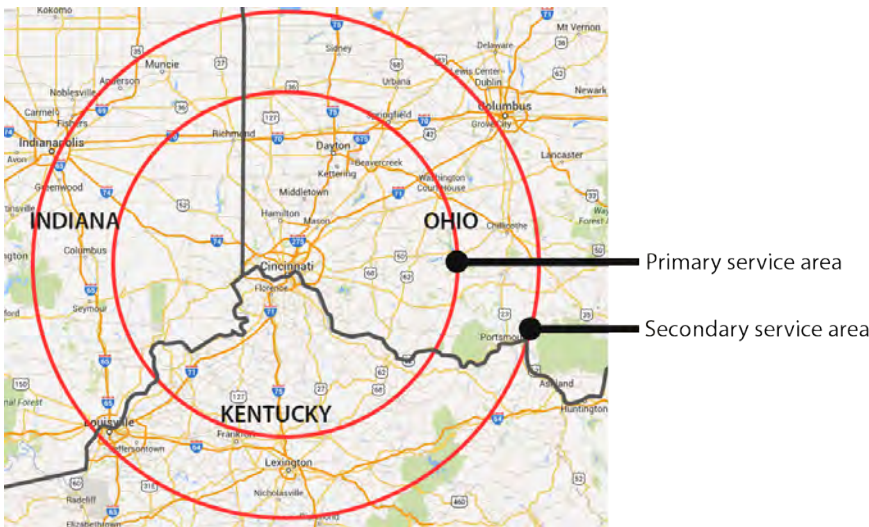 Kokomo
Sidney
Mt Vernon
Muncie
Delaware
Anderson
Urbana
Lewis Center
Dublin
Noblesville
Newark
Carmel
Fishers
Springfield
Columbus
Grove City
Richmond
Indianapolis
Dayton
Avon
Beavercreek
Lancaster
Kettering
Washington
Court House
Greenwood
Middletown
INDIANA
Hamilton
Mason
OHIO
Chillicothe
Columbus
Cincinnati
Primary service area
Florence
Seymour
Secondary service area
Portsmouth
Ashland
KENTUCKY
Huntington
Louisville
Frankfort
Jeffersontown
Lexington
Nicholasville
Radcliff
Elizabethtown
Richmond